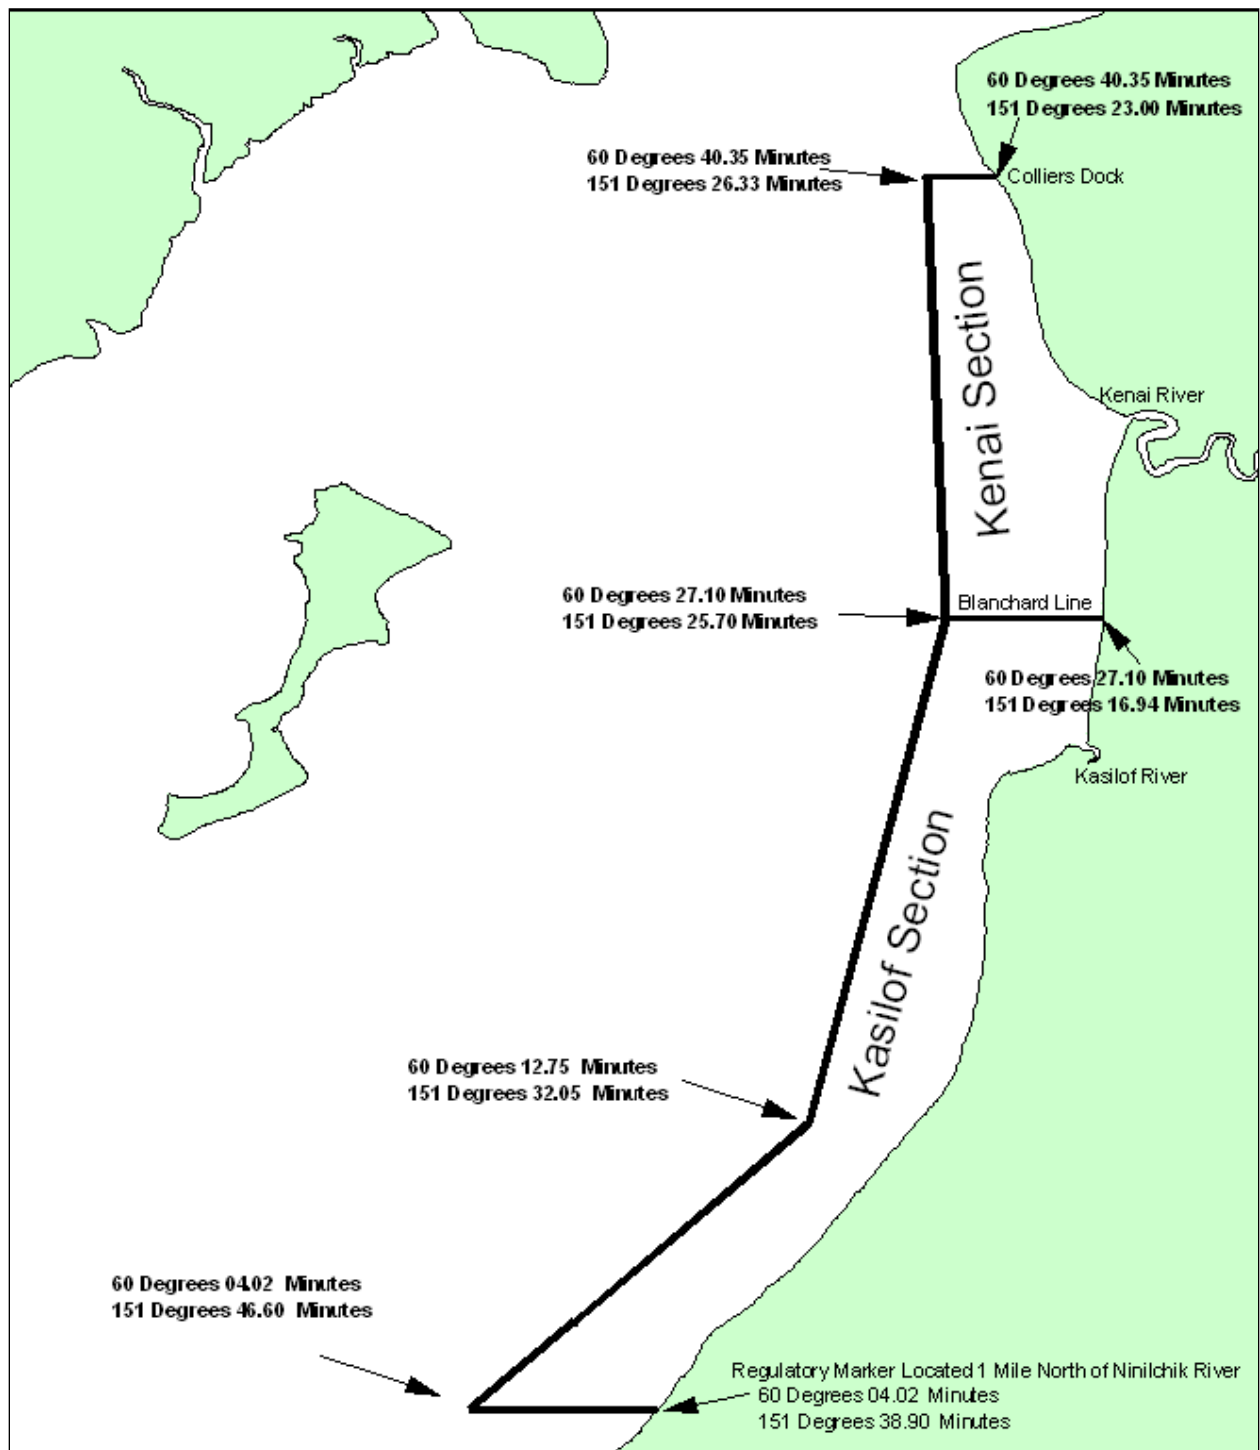 60 Degrees 40.35 Minutes
151 Degrees 23.00 Minutes
60 Degrees 40.35 Minutes
151 Degrees 26.33 Minutes
Colliers Dock
Kenai Section
Kenai River
60 Degrees 27.10 Minutes
151 Degrees 25.70 Minutes
Blanchard Line
60 Degrees 27.10 Minutes
151 Degrees 16.94 Minutes
Kasilof River
Kasilof Section
60 Degrees 12.75 Minutes
151 Degrees 32.05 Minutes
60 Degrees 04.02 Minutes
151 Degrees 46.60 Minutes
Regulatory Marker Located 1 Mile North of Ninilchik River
60 Degrees 04.02 Minutes
151 Degrees 38.90 Minutes